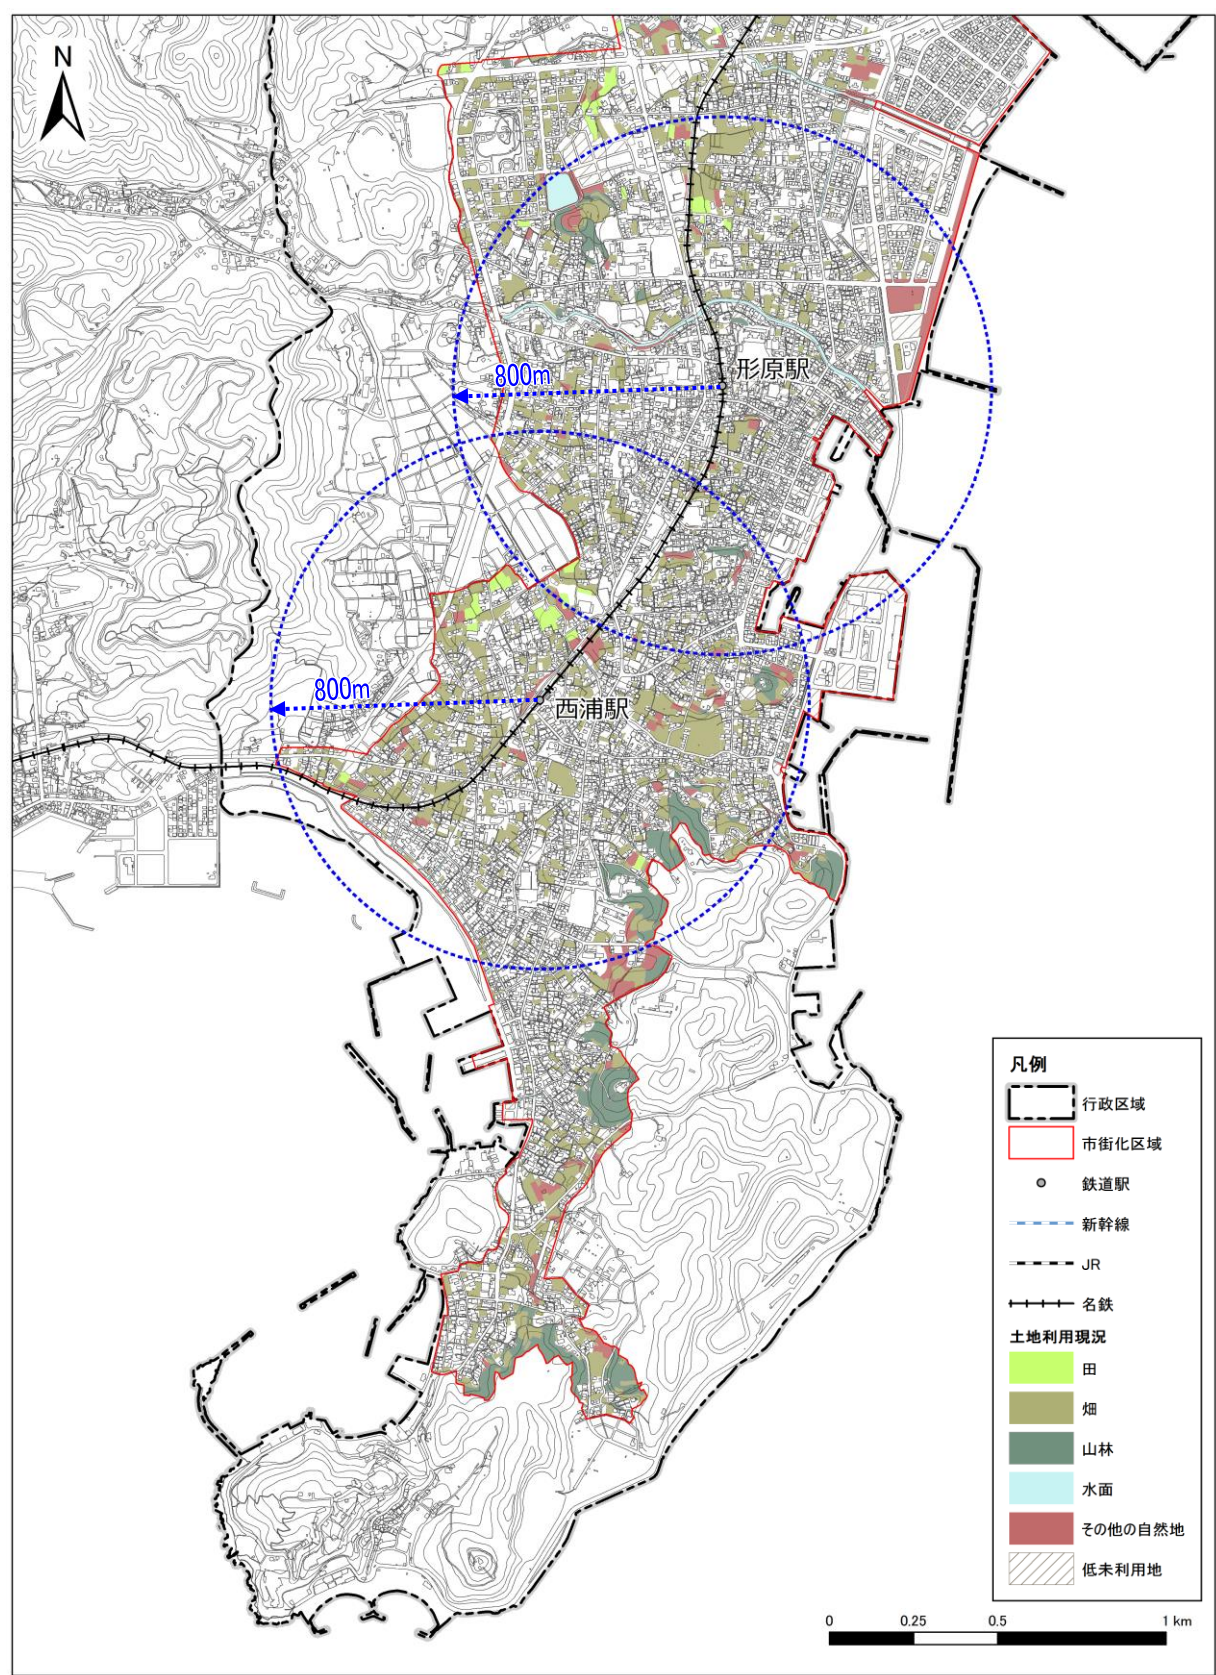 N
形原駅
800m
800m
西浦駅
凡例
行政区域
市街化区域
鉄道駅
新幹線
JR
名鉄
土地利用現況
田
畑
山林
水面
その他の自然地
低未利用地
0 0.25 0.5 1 km